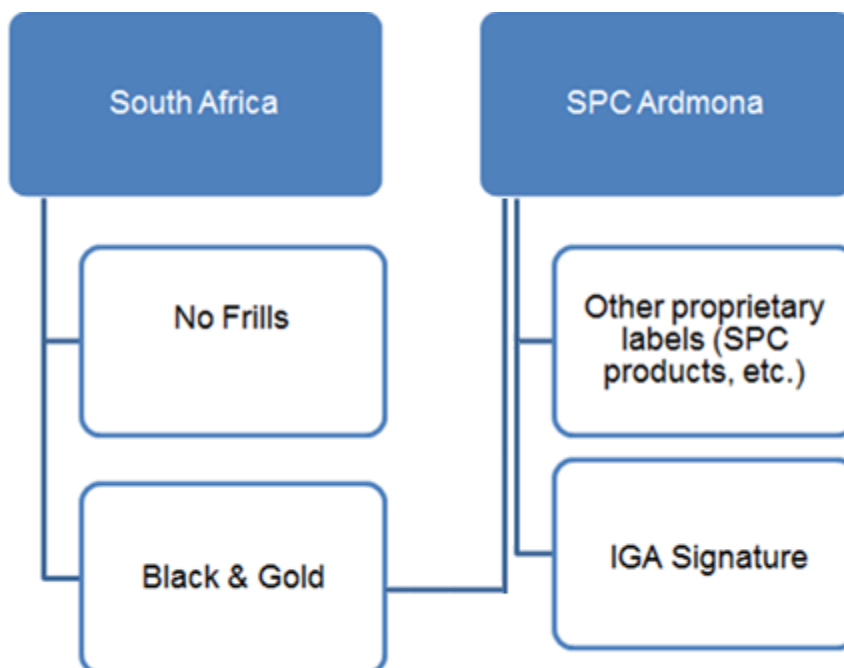 South Africa
SPC Ardmona
No Frills
Other proprietary
labels (SPC
products, etc.)
Black & Gold
IGA Signature